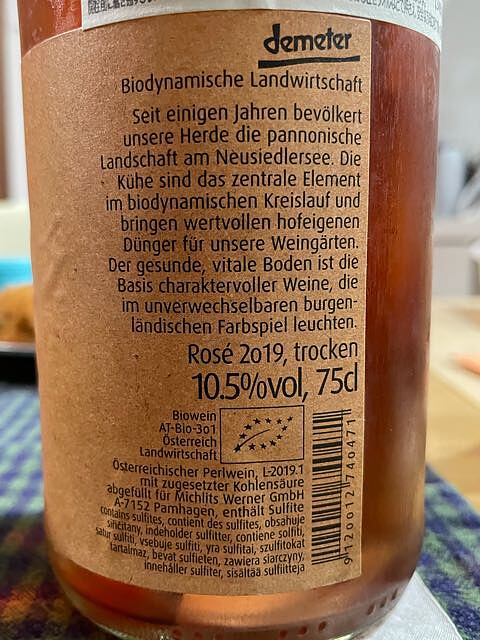 demeter
Biodynamische Landwirtschaft
Seit einigen Jahren bevölkert
unsere Herde die pannonische
Landschaft am Neusiedlersee. Die
Kühe sind das zentrale Element
im biodynamischen Kreislauf und
bringen wertvollen hofeigenen
Dünger für unsere Weingärten.
Der gesunde, vitale Boden ist die
Basis charaktervoller Weine, die
im unverwechselbaren burgen-
ländischen Farbspiel leuchten.
Rosé 2019, trocken
10.5%vol, 75cl
Biowein
AT-Bio-301
Österreich
Landwirtschaft
Österreichischer Perlwein, L-2019.1
mit zugesetzter Kohlensäure
abgefüllt für Michlits Werner GmbH
A-7152 Pamhagen, enthält Sulfite
contains sulfites, contient des sulfites, obsahuje
siňčitany, indeholder sulfitter, contiene solfiti,
satur sulfiti, vsebuje sulfiti, yra sulfitai, szulfitokat
tartalmaz, bevat sulfieten, zawiera siarczyny,
innehåller sulfiter, sisältää sulfiitteja
9120012740471